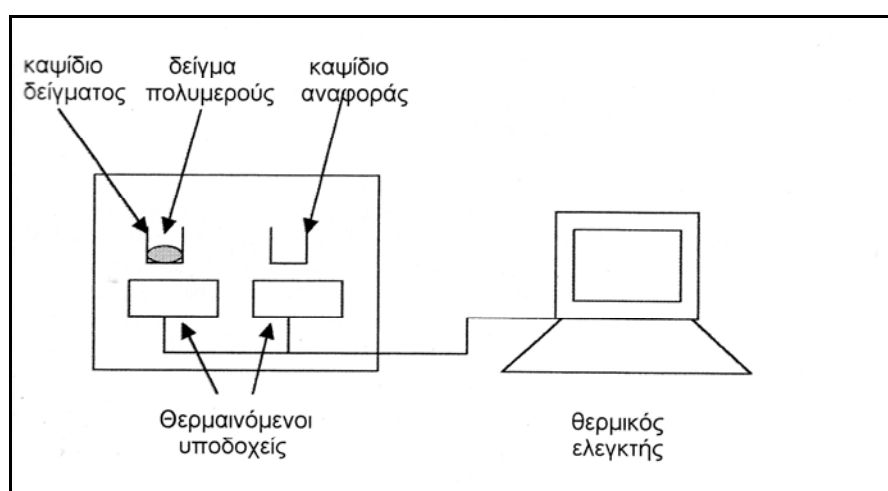 καψίδιο
δείγματος
δείγμα
πολυμερούς
καψίδιο
αναφοράς
Θερμαινόμενοι
υποδοχείς
θερμικός
ελεγκτής